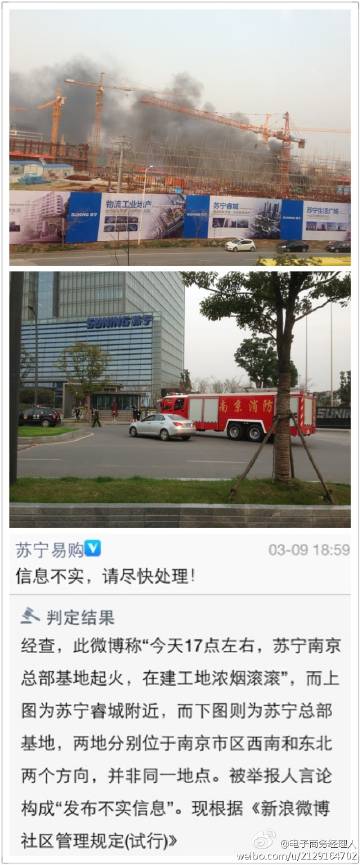 物流工业地产
SUNING 苏宁
苏宁睿城
SUNING 苏宁
苏宁生活广场
SUNING 苏宁
南京消防
苏宁易购
03-09 18:59
信息不实，请尽快处理！
判定结果
经查，此微博称“今天17点左右，苏宁南京
总部基地起火，在建工地浓烟滚滚”，而上
图为苏宁睿城附近，而下图则为苏宁总部
基地，两地分别位于南京市区西南和东北
两个方向，并非同一地点。被举报人言论
构成“发布不实信息”。现根据《新浪微博
社区管理规定(试行)》
@电子商务经理人
weibo.com/u/2129164702